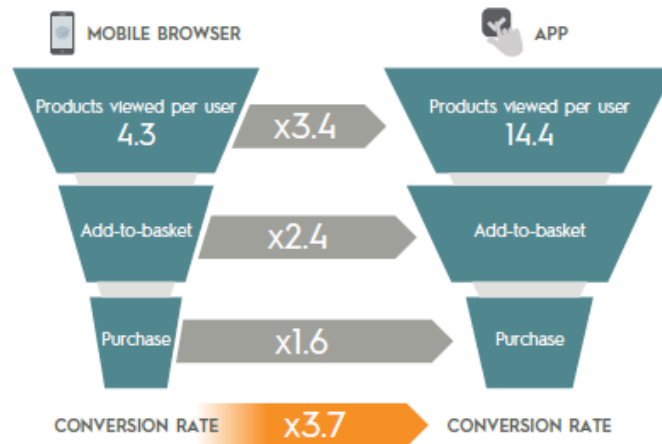 MOBILE BROWSER
APP
Products viewed per user
4.3
x3.4
Products viewed per user
14.4
Add-to-basket
x2.4
Add-to-basket
Purchase
x1.6
Purchase
CONVERSION RATE
x3.7
CONVERSION RATE